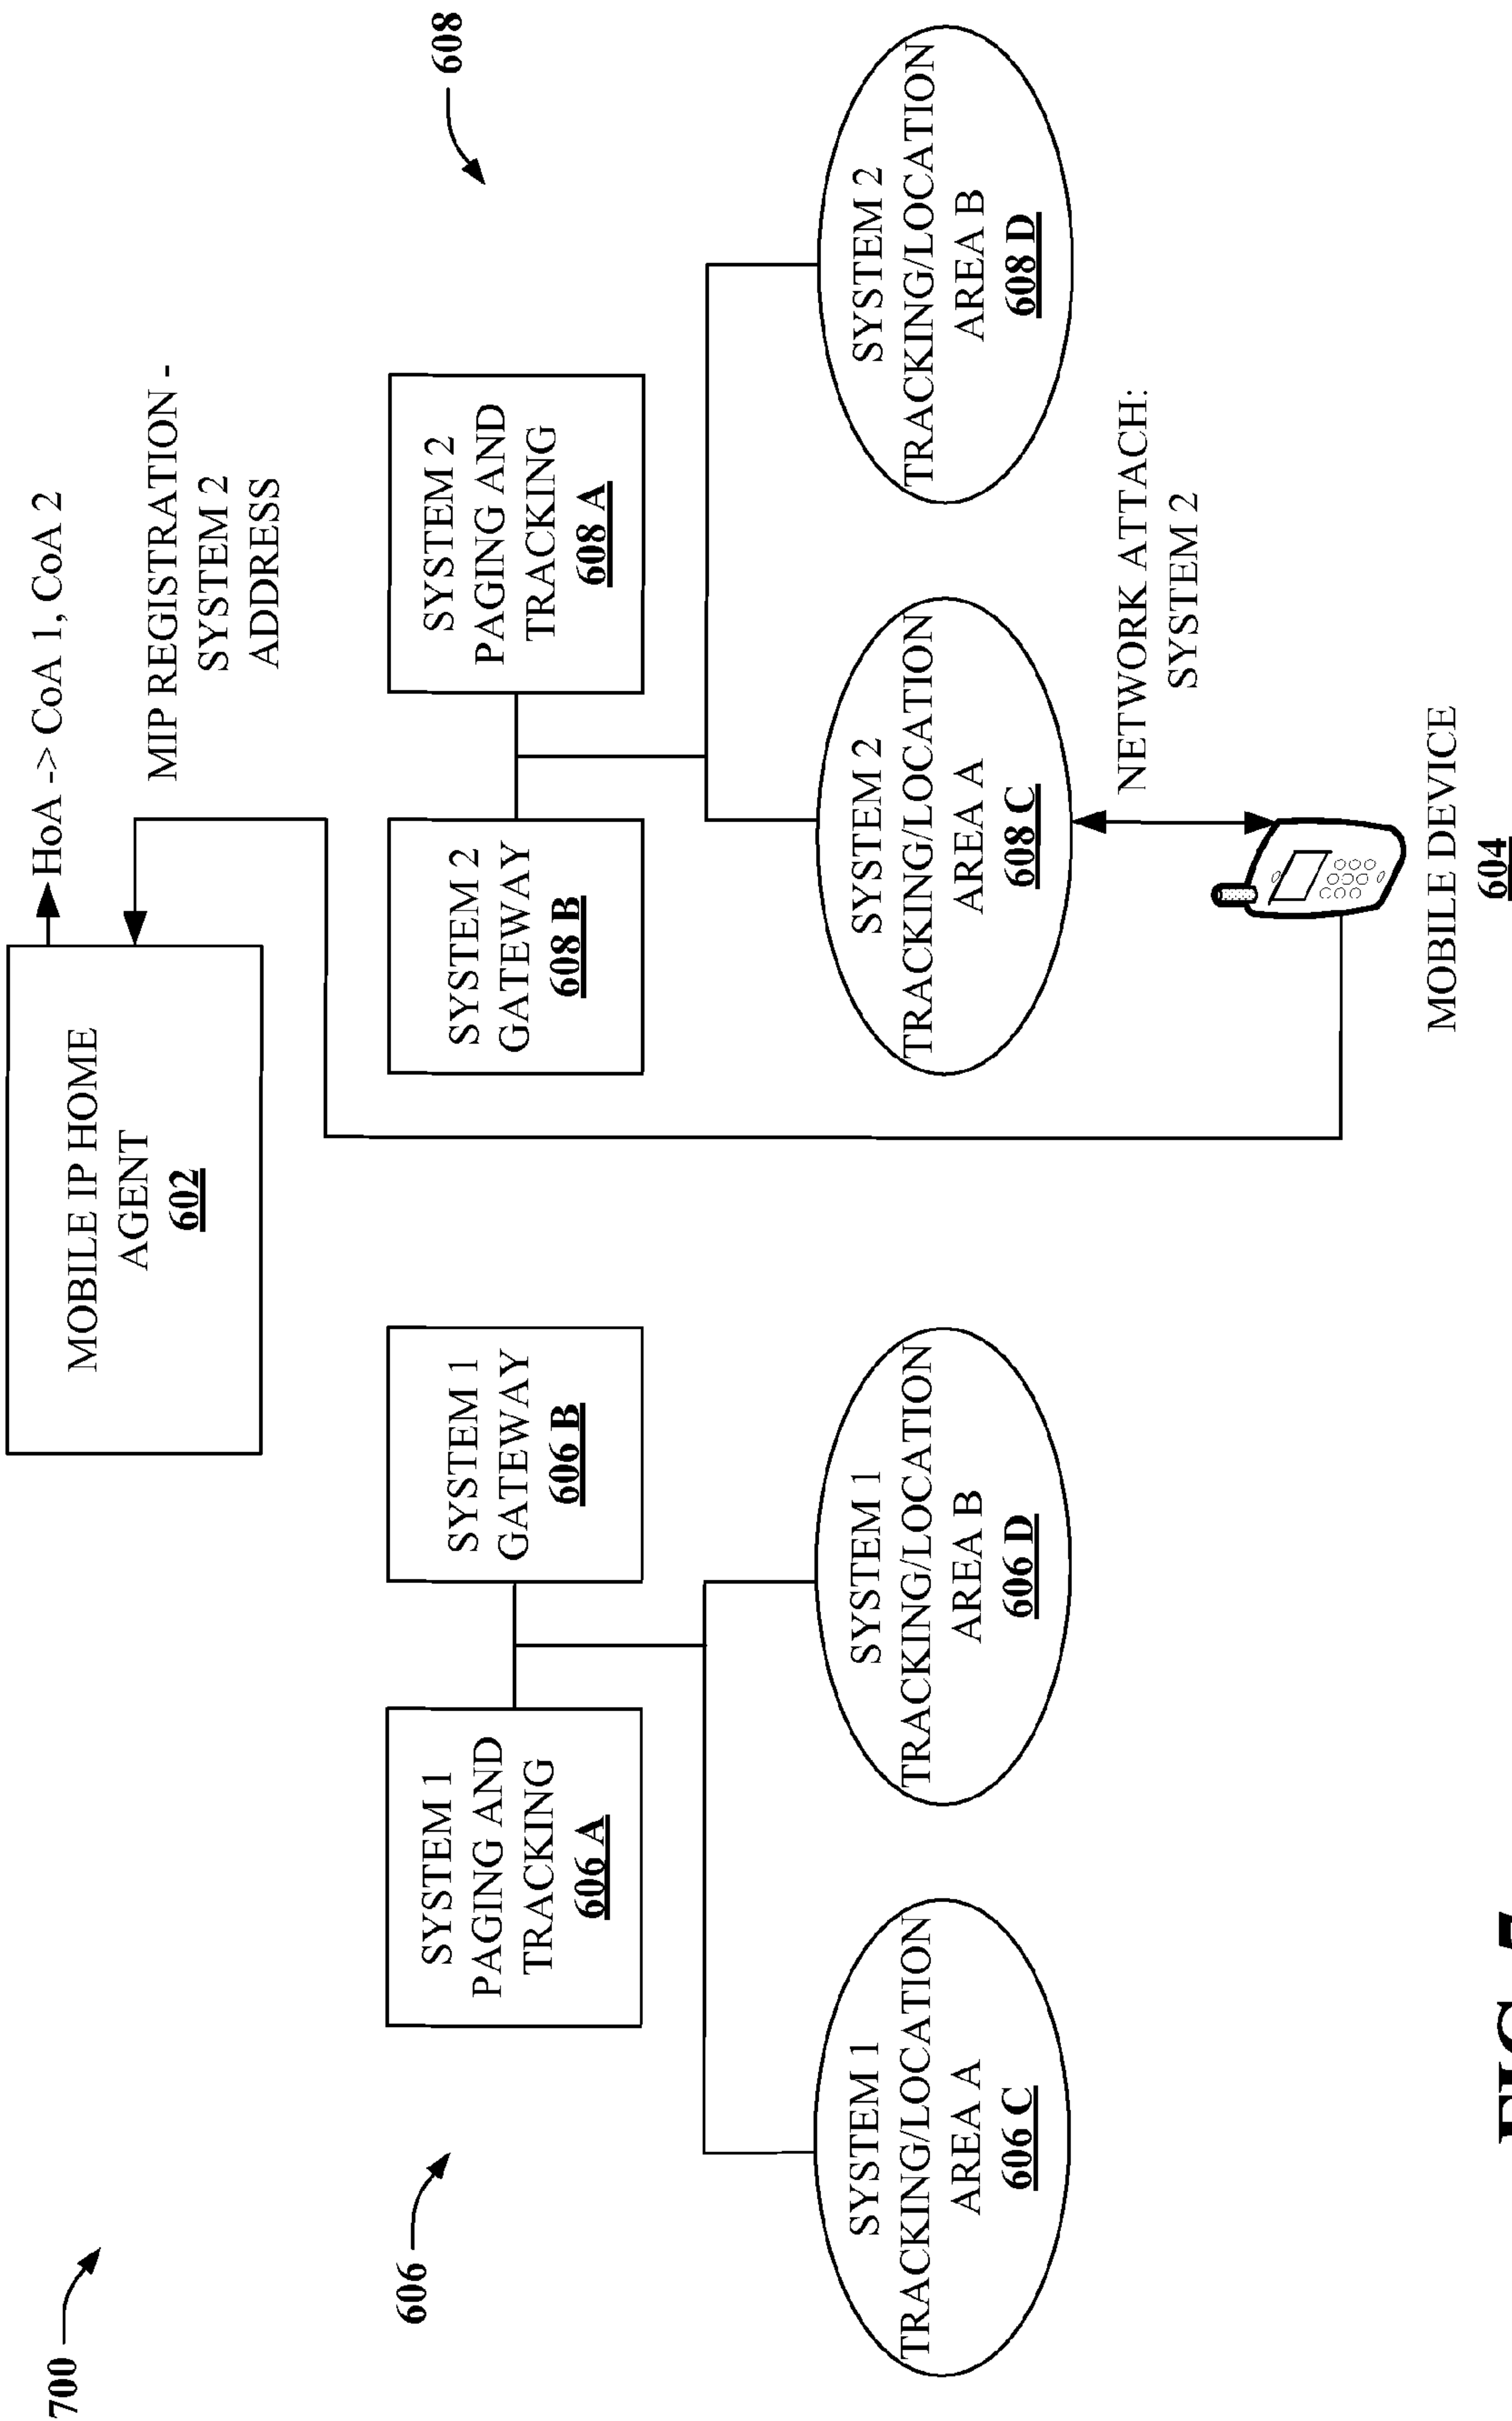 700
MOBILE IP HOME
AGENT
602
HoA -> CoA 1, CoA 2
MIP REGISTRATION -
SYSTEM 2
ADDRESS
606
SYSTEM 1
PAGING AND
TRACKING
606 A
SYSTEM 1
GATEWAY
606 B
SYSTEM 2
GATEWAY
608 B
SYSTEM 2
PAGING AND
TRACKING
608 A
608
SYSTEM 1
TRACKING/LOCATION
AREA A
606 C
SYSTEM 1
TRACKING/LOCATION
AREA B
606 D
SYSTEM 2
TRACKING/LOCATION
AREA A
608 C
SYSTEM 2
TRACKING/LOCATION
AREA B
608 D
NETWORK ATTACH:
SYSTEM 2
MOBILE DEVICE
604
FIG. 7